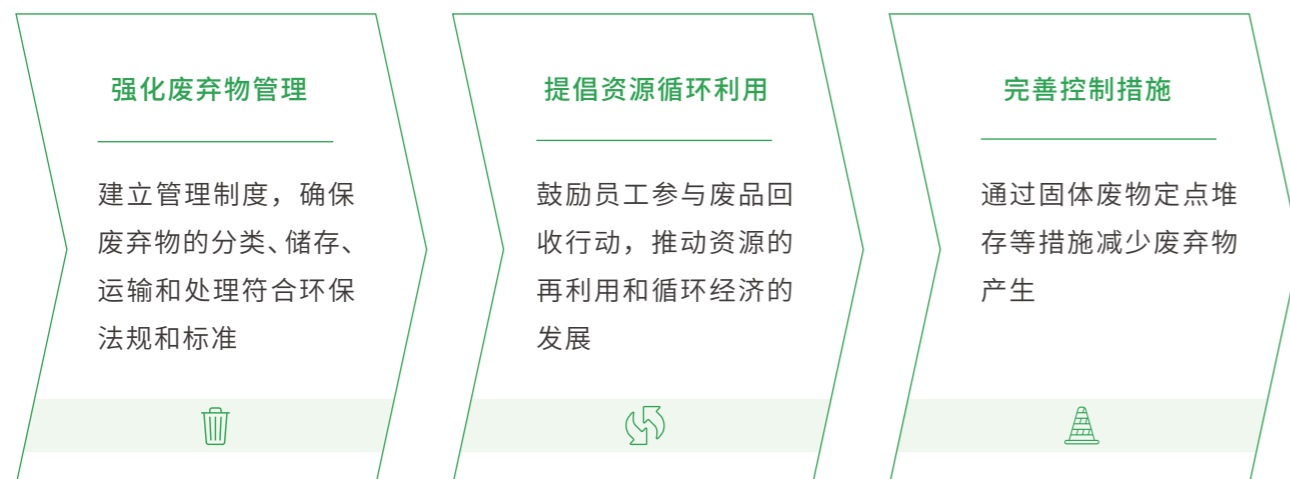 强化废弃物管理
建立管理制度，确保
废弃物的分类、储存、
运输和处理符合环保
法规和标准
提倡资源循环利用
鼓励员工参与废品回
收行动，推动资源的
再利用和循环经济的
发展
完善控制措施
通过固体废物定点堆
存等措施减少废弃物
产生